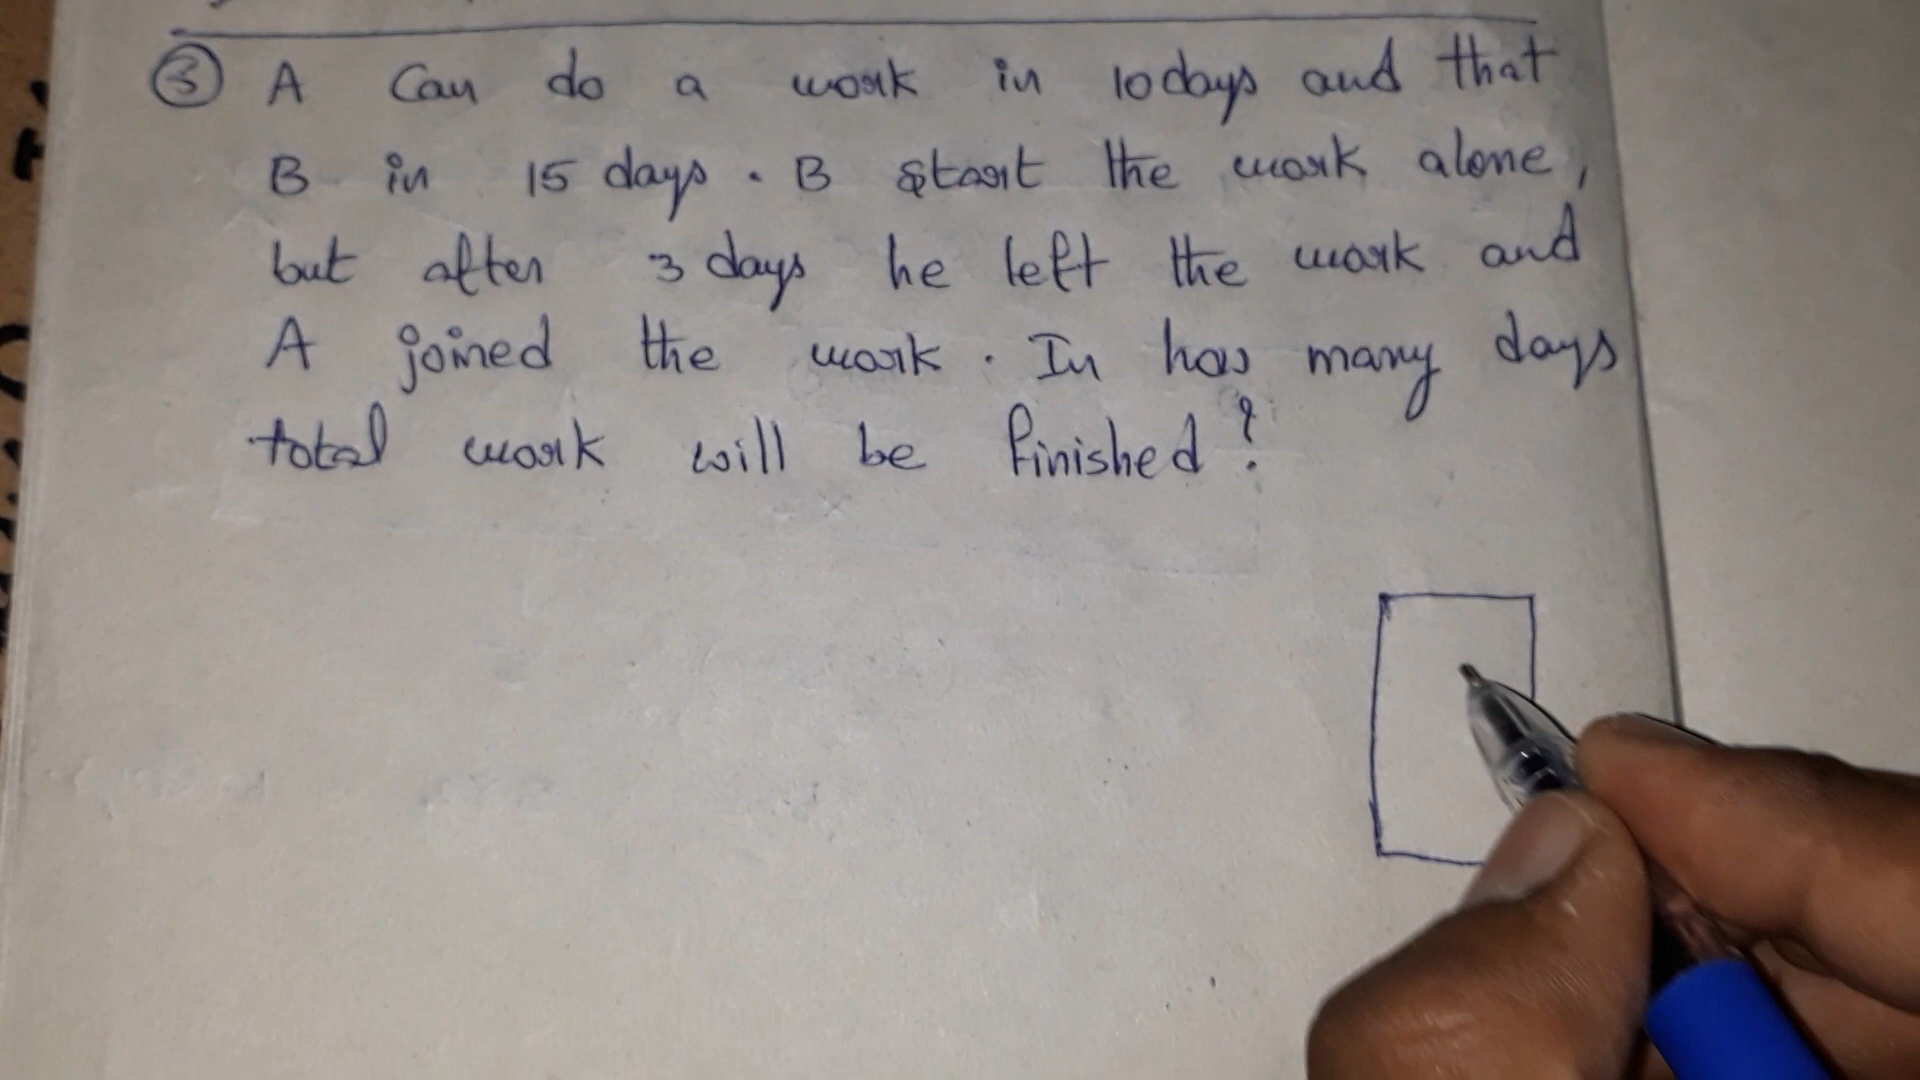 ③ A Can do a work in 10 days and that
B in 15 days. B start the work alone,
but after 3 days he left the work and
A joined the work. In how many days
total work will be finished?